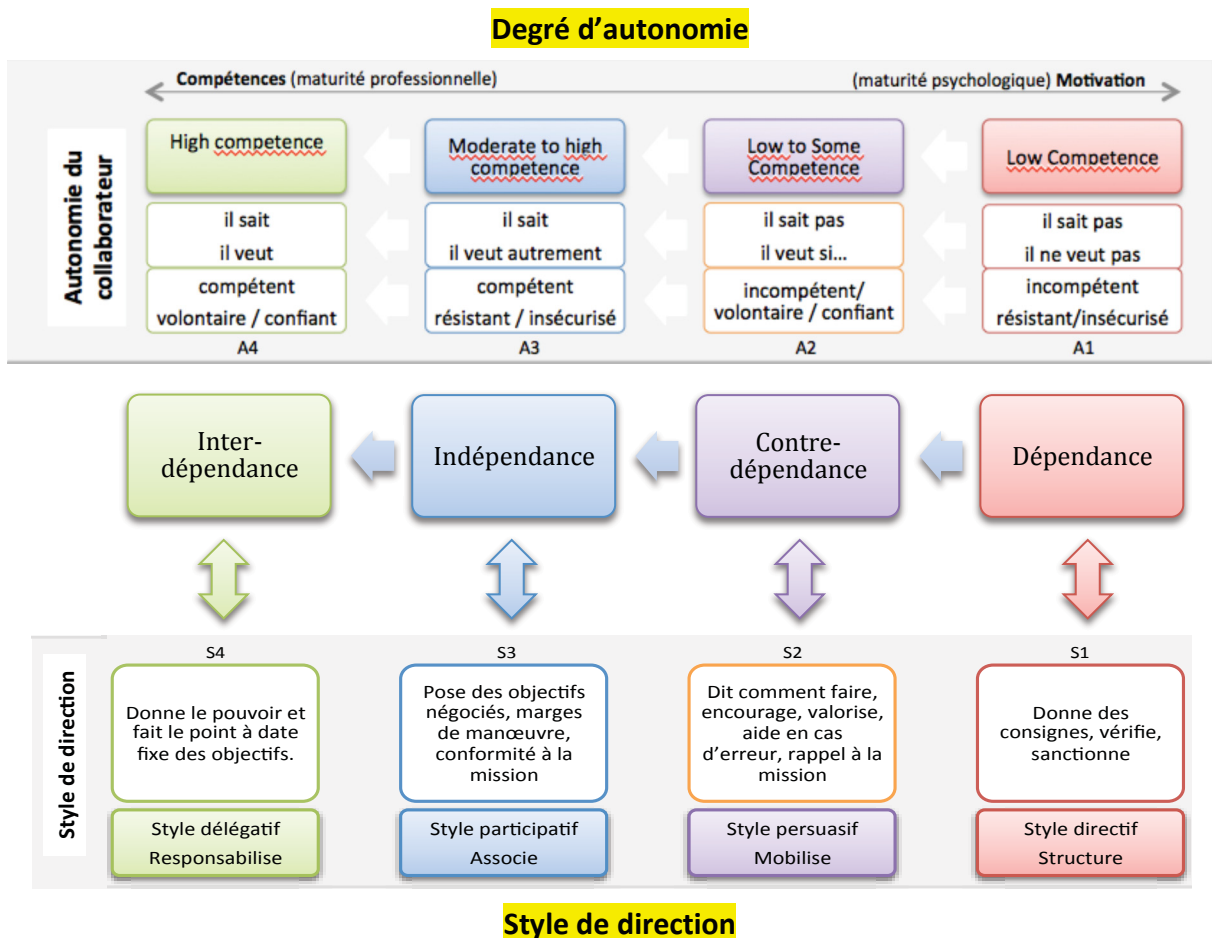 Degré d’autonomie
Compétences (maturité professionnelle)
(maturité psychologique) Motivation
Autonomie du
collaborateur
High competence
Moderate to high
competence
Low to Some
Competence
Low Competence
il sait
il veut
il sait
il veut autrement
il sait pas
il veut si...
il sait pas
il ne veut pas
compétent
volontaire / confiant
compétent
résistant / insécurisé
incompétent/
volontaire / confiant
incompétent
résistant/insécurisé
A4
A3
A2
A1
Inter-
dépendance
Indépendance
Contre-
dépendance
Dépendance
Style de direction
S4
S3
S2
S1
Donne le pouvoir et
fait le point à date
fixe des objectifs.
Pose des objectifs
négociés, marges
de manœuvre,
conformité à la
mission
Dit comment faire,
encourage, valorise,
aide en cas
d’erreur, rappel à la
mission
Donne des
consignes, vérifie,
sanctionne
Style délégatif
Responsabilise
Style participatif
Associe
Style persuasif
Mobilise
Style directif
Structure
Style de direction